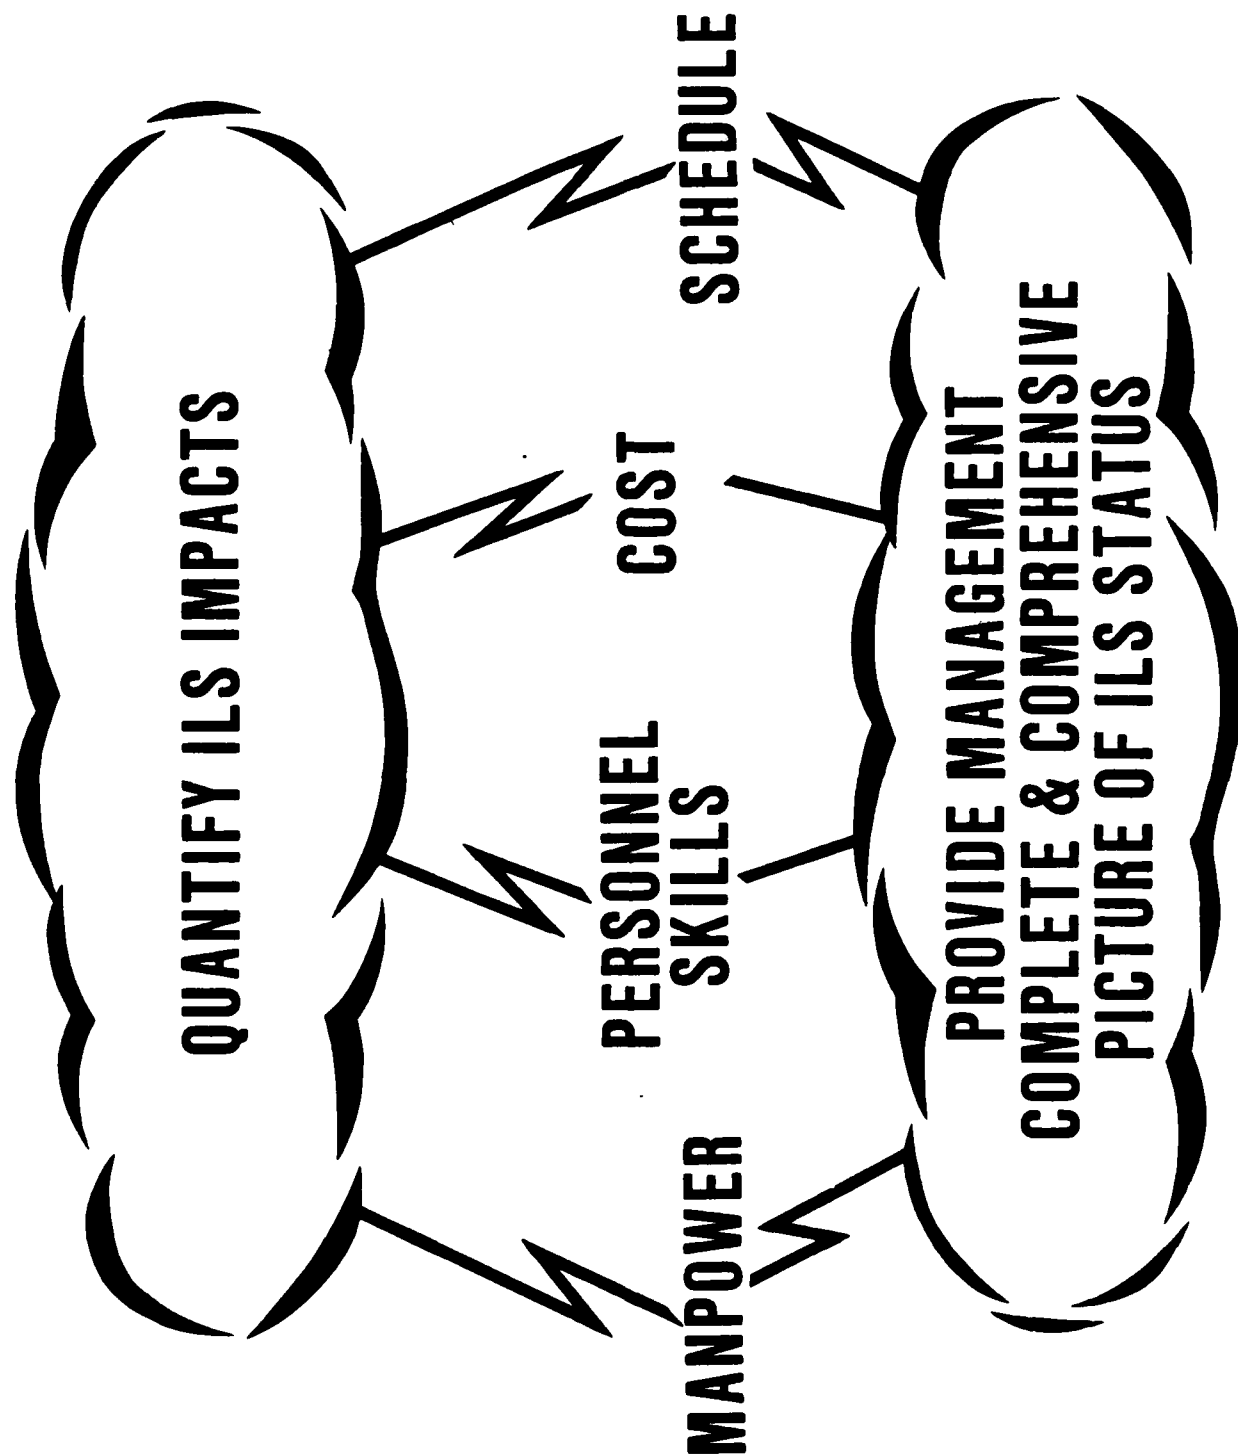 QUANTIFY ILS IMPACTS
MANPOWER
PERSONNEL
SKILLS
COST
SCHEDULE
PROVIDE MANAGEMENT
COMPLETE & COMPREHENSIVE
PICTURE OF ILS STATUS